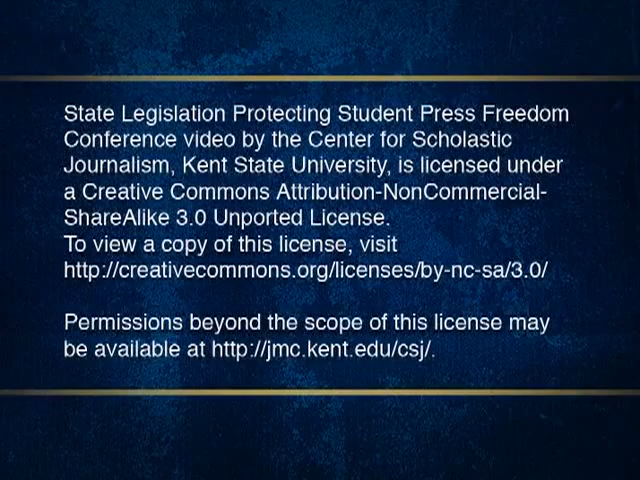 State Legislation Protecting Student Press Freedom
Conference video by the Center for Scholastic
Journalism, Kent State University, is licensed under
a Creative Commons Attribution-NonCommercial-
ShareAlike 3.0 Unported License.
To view a copy of this license, visit
http://creativecommons.org/licenses/by-nc-sa/3.0/
Permissions beyond the scope of this license may
be available at http://jmc.kent.edu/csj/.